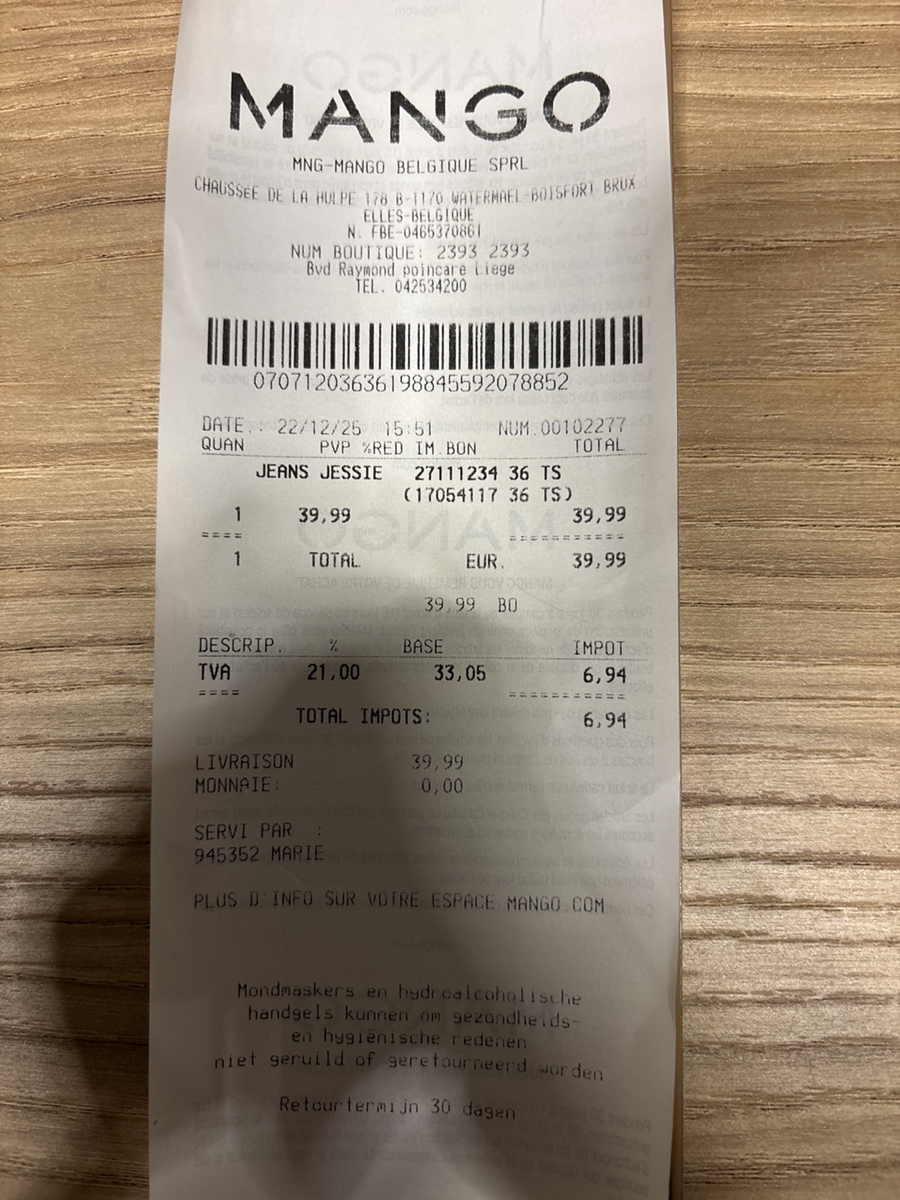 MANGO
MNG-MANGO BELGIQUE SPRL
CHAUSSéE DE LA HULPE 178 B-1170 WATERMAEL-BOISFORT BRUX
ELLES-BELGIQUE
N. FBE-0465370861
NUM BOUTIQUE: 2393 2393
Bvd Raymond poincare Liege
TEL. 042534200
07071203636198845592078852
DATE.: 22/12/25 15:51 NUM.00102277
QUAN PVP %RED IM.BON TOTAL
JEANS JESSIE 27111234 36 TS
(17054117 36 TS)
1 39,99 39,99
==== ===========
1 TOTAL EUR. 39,99
39,99 BO
DESCRIP. % BASE IMPOT
TVA 21,00 33,05 6,94
==== ===========
TOTAL IMPOTS: 6,94
LIVRAISON 39,99
MONNAIE: 0,00
SERVI PAR :
945352 MARIE
PLUS D'INFO SUR VOTRE ESPACE MANGO.COM
Mondmaskers en hydroalcoholische
handgels kunnen om gezondheids-
en hygiënische redenen
niet geruild of geretourneerd worden
Retourtermijn 30 dagen